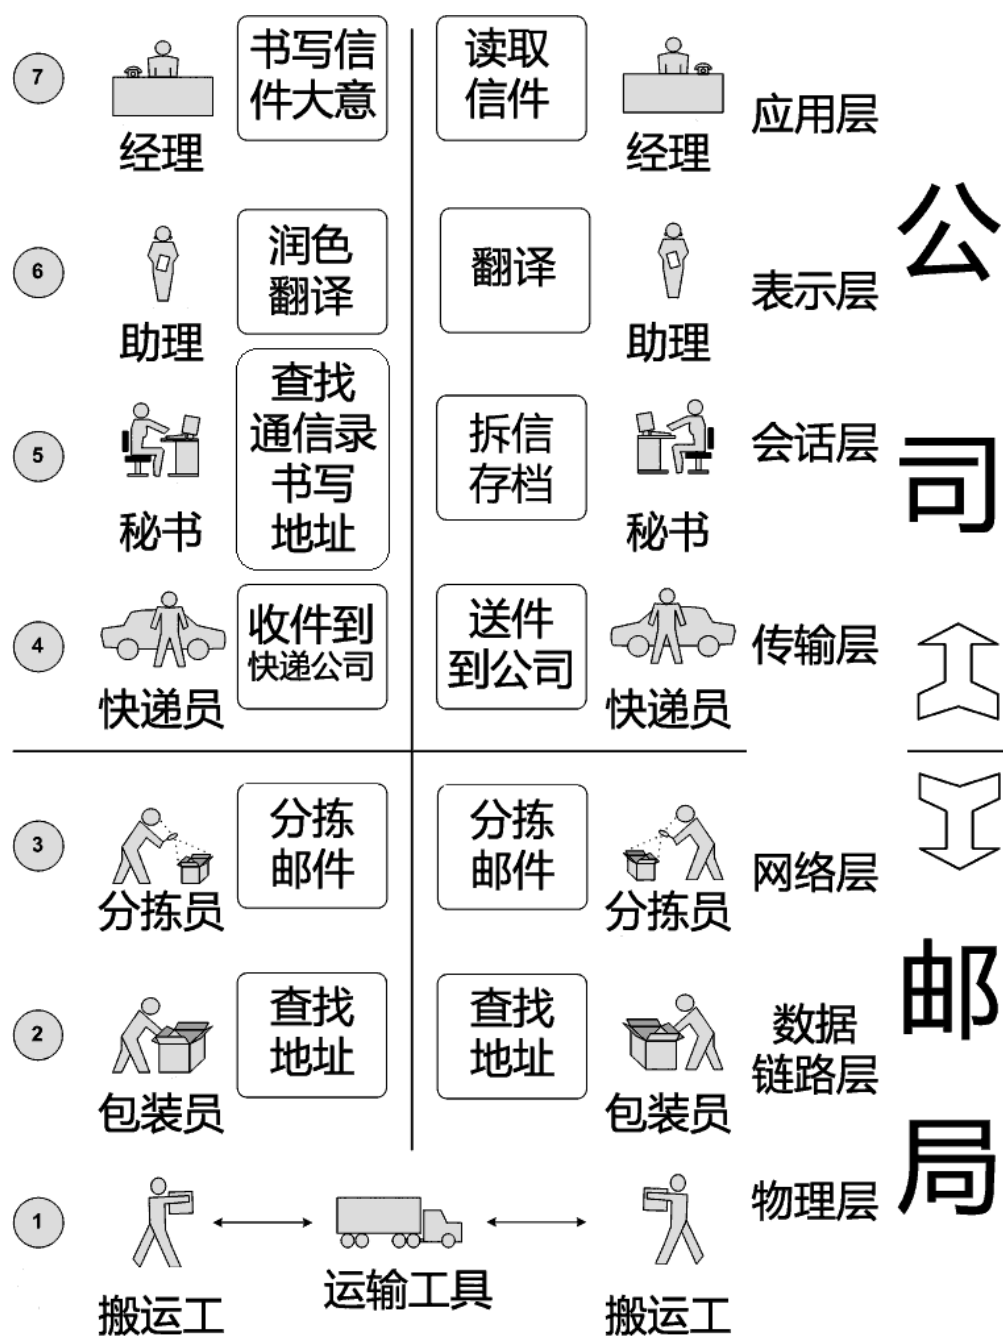 7
书写信
件大意
读取
信件
经理
经理
应用层
公
6
润色
翻译
翻译
助理
助理
表示层
5
查找
通信录
书写
地址
拆信
存档
秘书
秘书
会话层
司
4
收件到
快递公司
送件
到公司
快递员
快递员
传输层
3
分拣
邮件
分拣
邮件
分拣员
分拣员
网络层
邮
2
查找
地址
查找
地址
包装员
包装员
数据
链路层
局
1
搬运工
运输工具
搬运工
物理层